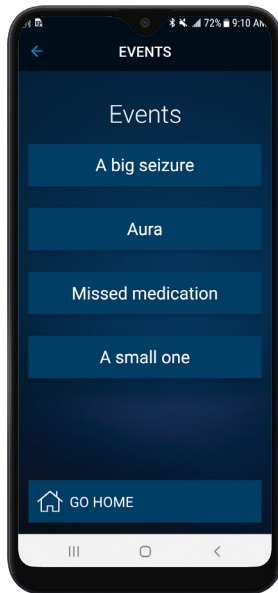 72% 9:10 AM
EVENTS
Events
A big seizure
Aura
Missed medication
A small one
GO HOME